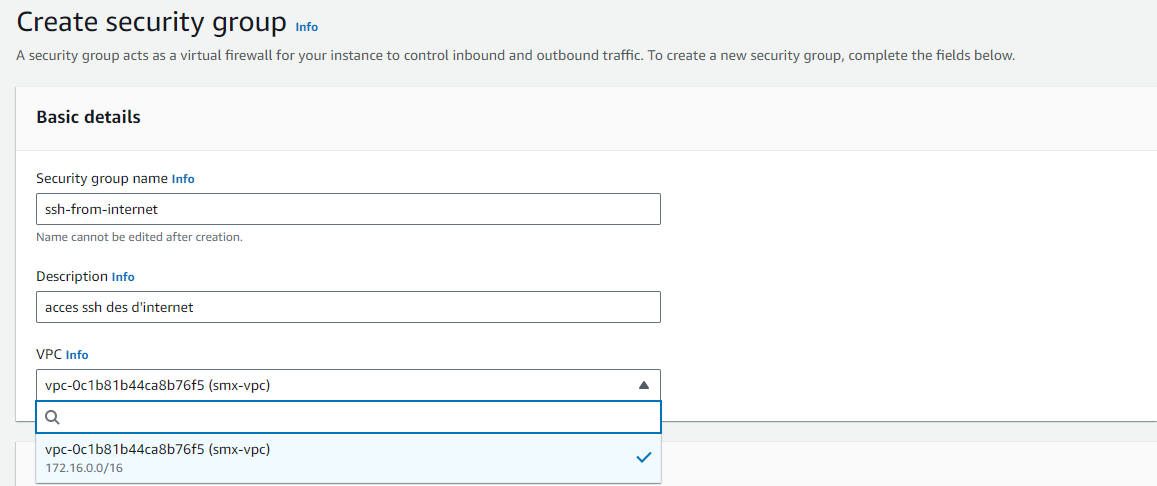 Create security group Info
A security group acts as a virtual firewall for your instance to control inbound and outbound traffic. To create a new security group, complete the fields below.
Basic details
Security group name Info
ssh-from-internet
Name cannot be edited after creation.
Description Info
acces ssh des d'internet
VPC Info
vpc-0c1b81b44ca8b76f5 (smx-vpc)
vpc-0c1b81b44ca8b76f5 (smx-vpc)
172.16.0.0/16